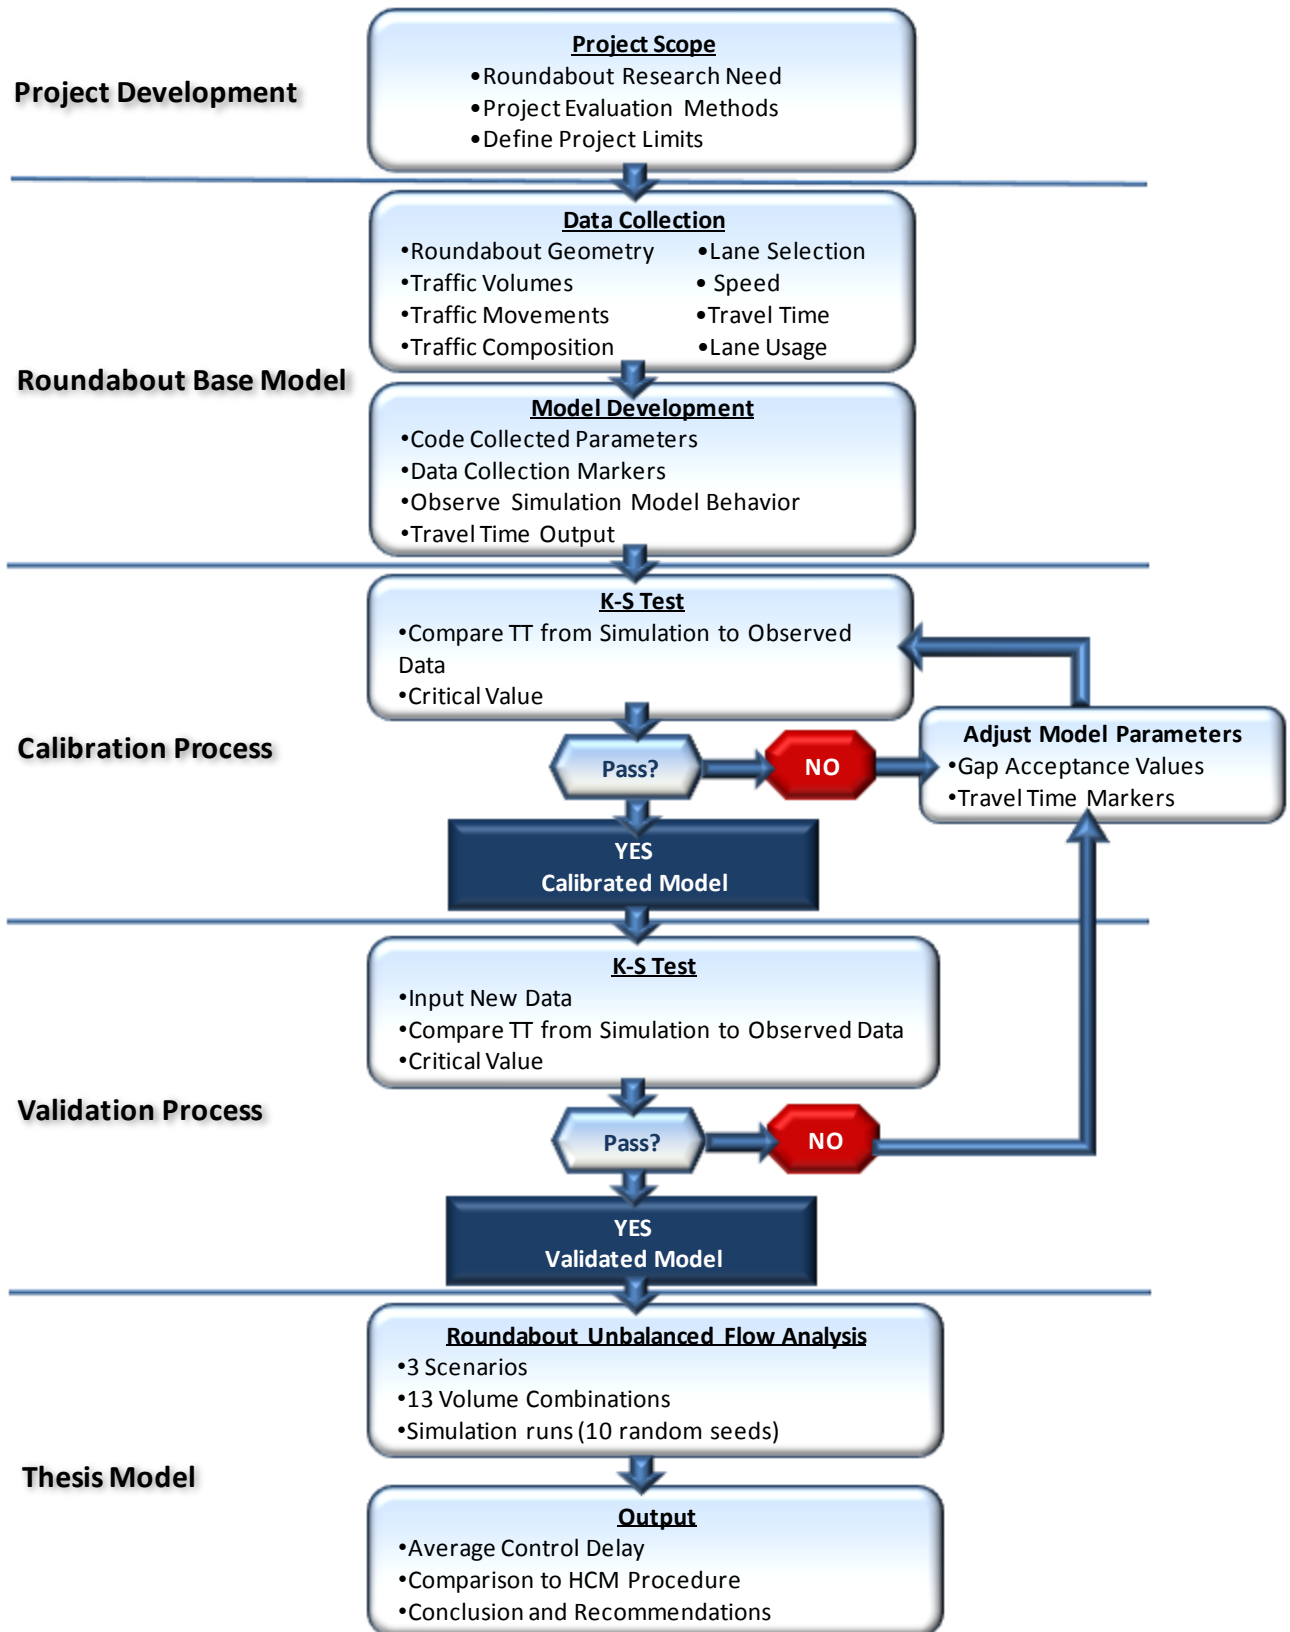 Project Development
Project Scope
•Roundabout Research Need
•Project Evaluation Methods
•Define Project Limits
Roundabout Base Model
Data Collection
•Roundabout Geometry
•Traffic Volumes
•Traffic Movements
•Traffic Composition
•Lane Selection
• Speed
•Travel Time
•Lane Usage
Model Development
•Code Collected Parameters
•Data Collection Markers
•Observe Simulation Model Behavior
•Travel Time Output
Calibration Process
K-S Test
•Compare TT from Simulation to Observed
Data
•Critical Value
Pass?
NO
Adjust Model Parameters
•Gap Acceptance Values
•Travel Time Markers
YES
Calibrated Model
Validation Process
K-S Test
•Input New Data
•Compare TT from Simulation to Observed Data
•Critical Value
Pass?
NO
YES
Validated Model
Thesis Model
Roundabout Unbalanced Flow Analysis
•3 Scenarios
•13 Volume Combinations
•Simulation runs (10 random seeds)
Output
•Average Control Delay
•Comparison to HCM Procedure
•Conclusion and Recommendations